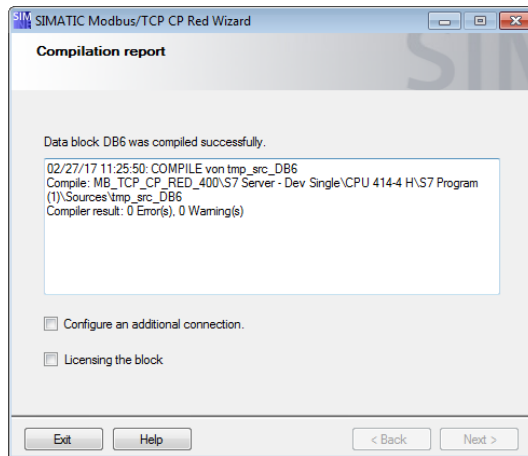 SIMATIC Modbus/TCP CP Red Wizard
Compilation report
SIM
Data block DB6 was compiled successfully.
02/27/17 11:25:50: COMPILE von tmp_src_DB6
Compile: MB_TCP_CP_RED_400\S7 Server - Dev Single\CPU 414-4 H\S7 Program
(1)\Sources\tmp_src_DB6
Compiler result: 0 Error(s), 0 Warning(s)
Configure an additional connection.
Licensing the block
Exit
Help
< Back
Next >